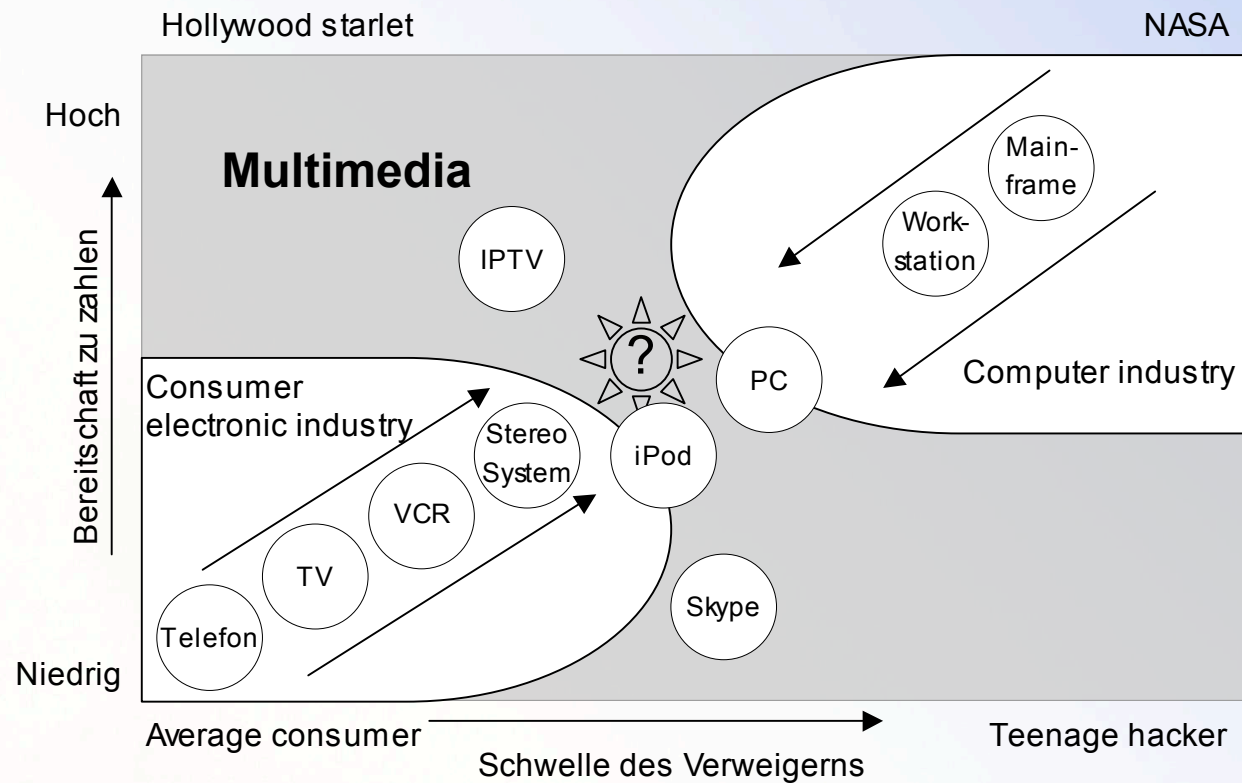 Hollywood starlet
NASA
Hoch
Multimedia
Main-
frame
Work-
station
IPTV
Bereitschaft zu zahlen
?
PC
Computer industry
Consumer
electronic industry
Stereo
System
iPod
VCR
TV
Skype
Telefon
Niedrig
Average consumer
Teenage hacker
Schwelle des Verweigerns